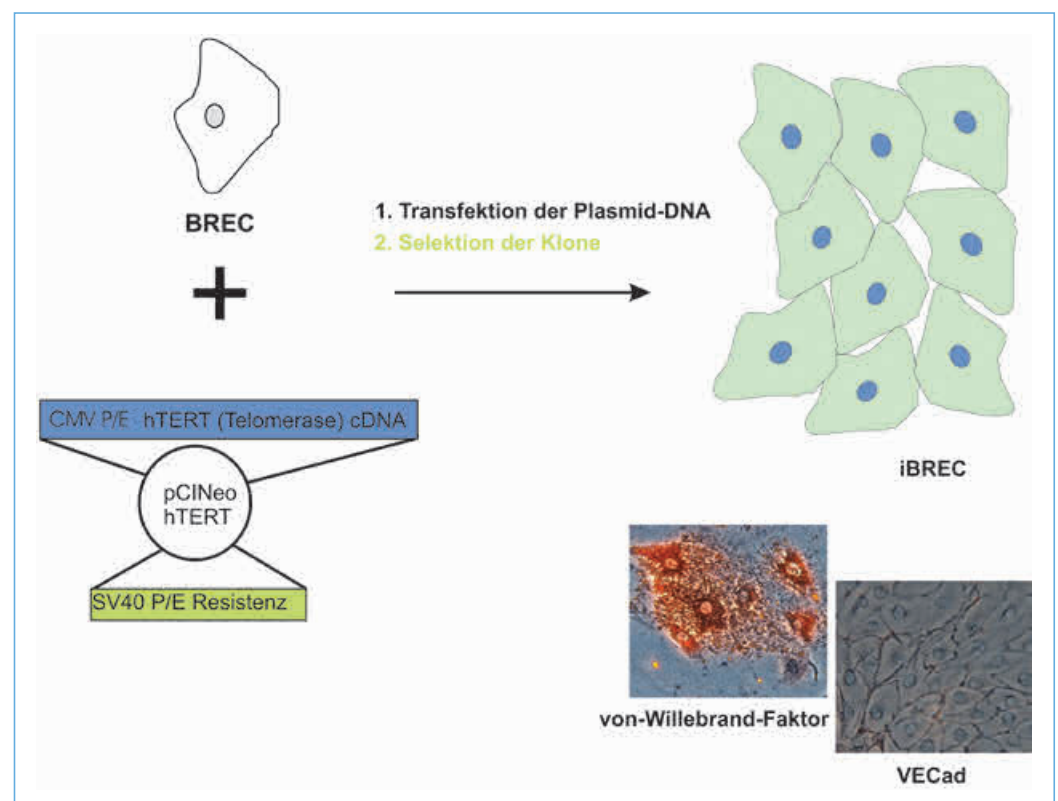 BREC
1. Transfektion der Plasmid-DNA
2. Selektion der Klone
CMV P/E -hTERT (Telomerase) cDNA
pCINeo
hTERT
SV40 P/E Resistenz
iBREC
von-Willebrand-Faktor
VECad